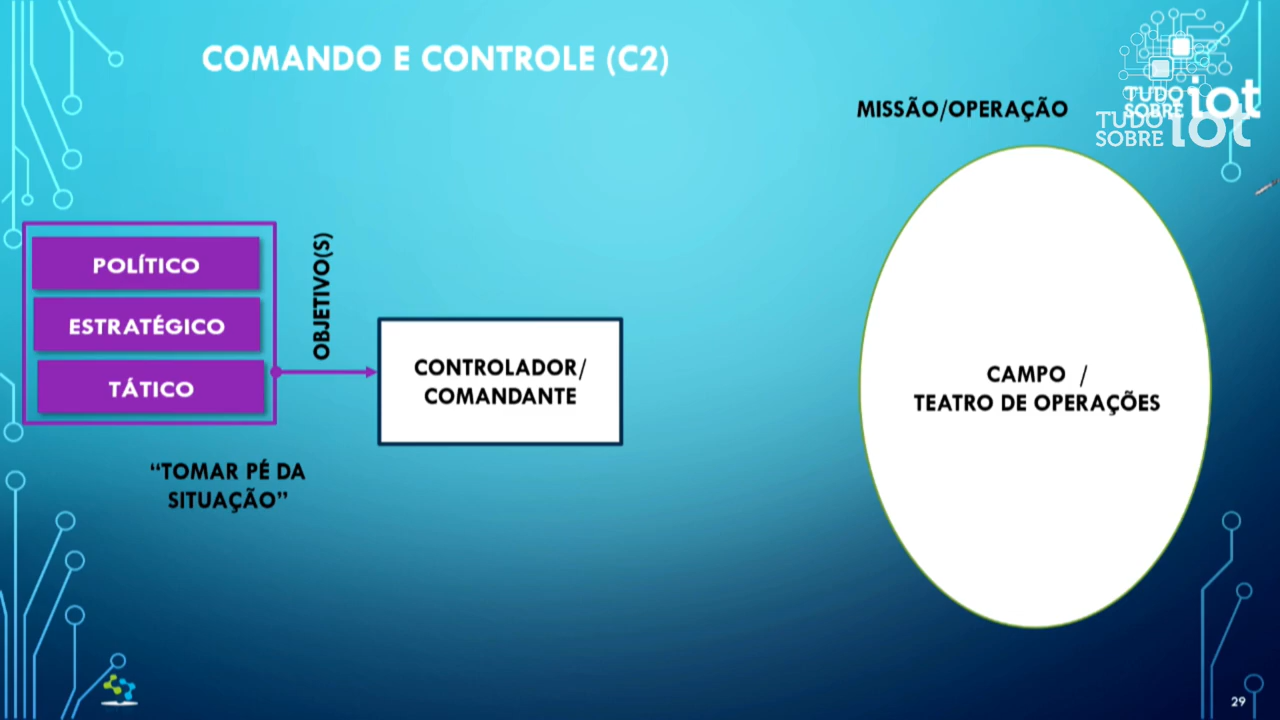 COMANDO E CONTROLE (C2)
TUDO
SOBRE iot
TUDO
SOBRE iot
MISSÃO/OPERAÇÃO
POLÍTICO
ESTRATÉGICO
TÁTICO
OBJETIVO(S)
CONTROLADOR/
COMANDANTE
CAMPO /
TEATRO DE OPERAÇÕES
“TOMAR PÉ DA
SITUAÇÃO”
29